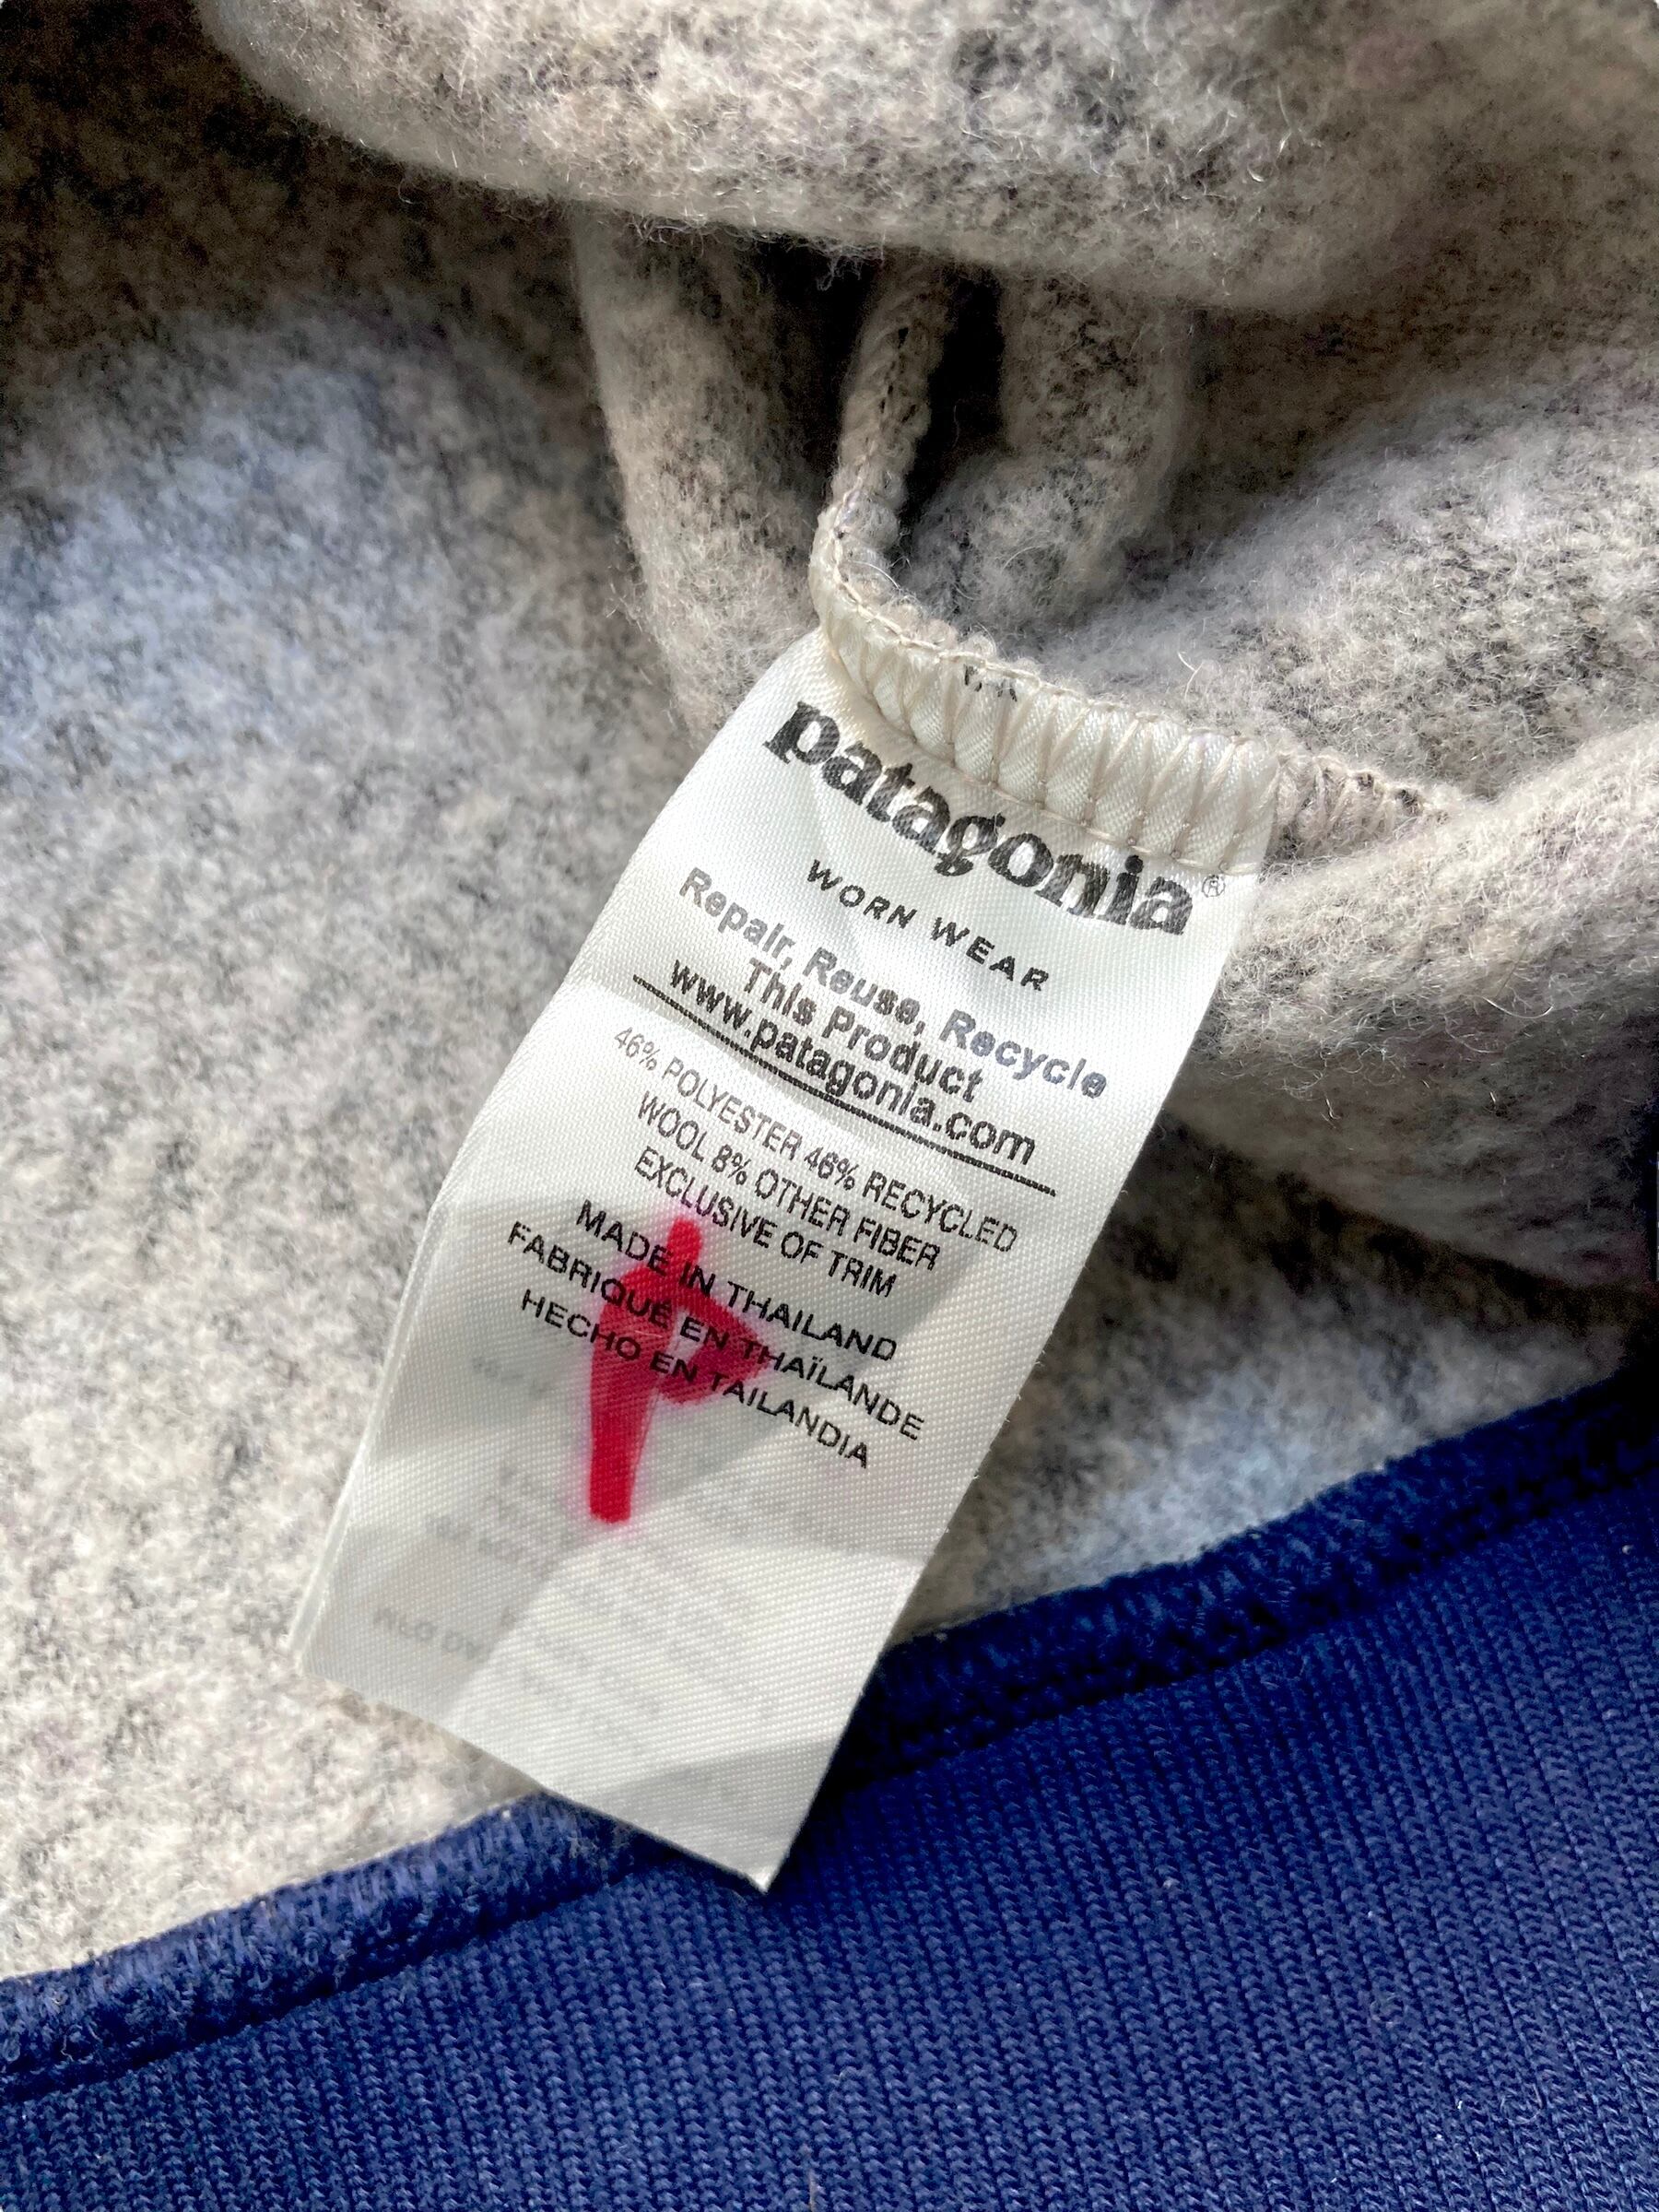 patagonia®
WORN WEAR
Repair, Reuse, Recycle
This Product
www.patagonia.com
46% POLYESTER 46% RECYCLED
WOOL 8% OTHER FIBER
EXCLUSIVE OF TRIM
MADE IN THAILAND
FABRIQUÉ EN THAÏLANDE
HECHO EN TAILANDIA
P